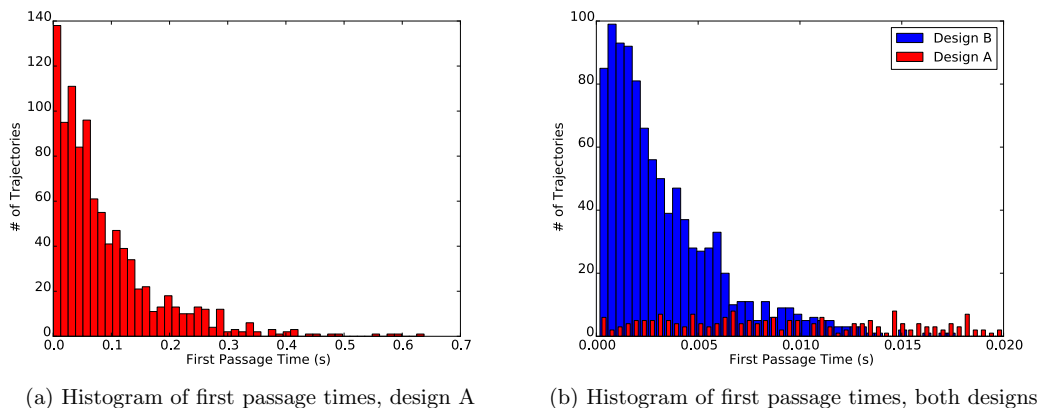 140
120
100
80
60
40
20
0
# of Trajectories
0.0 0.1 0.2 0.3 0.4 0.5 0.6 0.7
First Passage Time (s)
(a) Histogram of first passage times, design A
100
80
60
40
20
0
# of Trajectories
Design B
Design A
0.000 0.005 0.010 0.015 0.020
First Passage Time (s)
(b) Histogram of first passage times, both designs